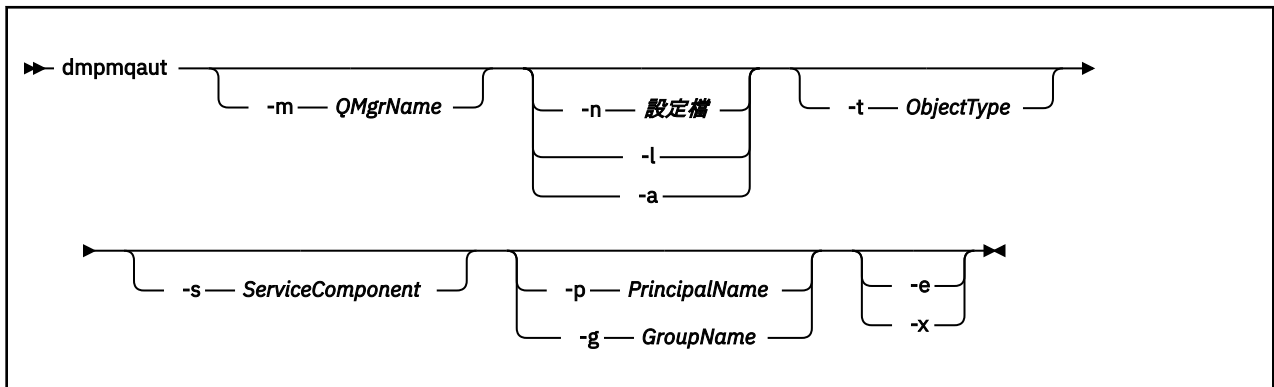 dmpmqaut
-m QMgrName
-n 設定檔
-l
-a
-t ObjectType
-s ServiceComponent
-p PrincipalName
-g GroupName
-e
-x